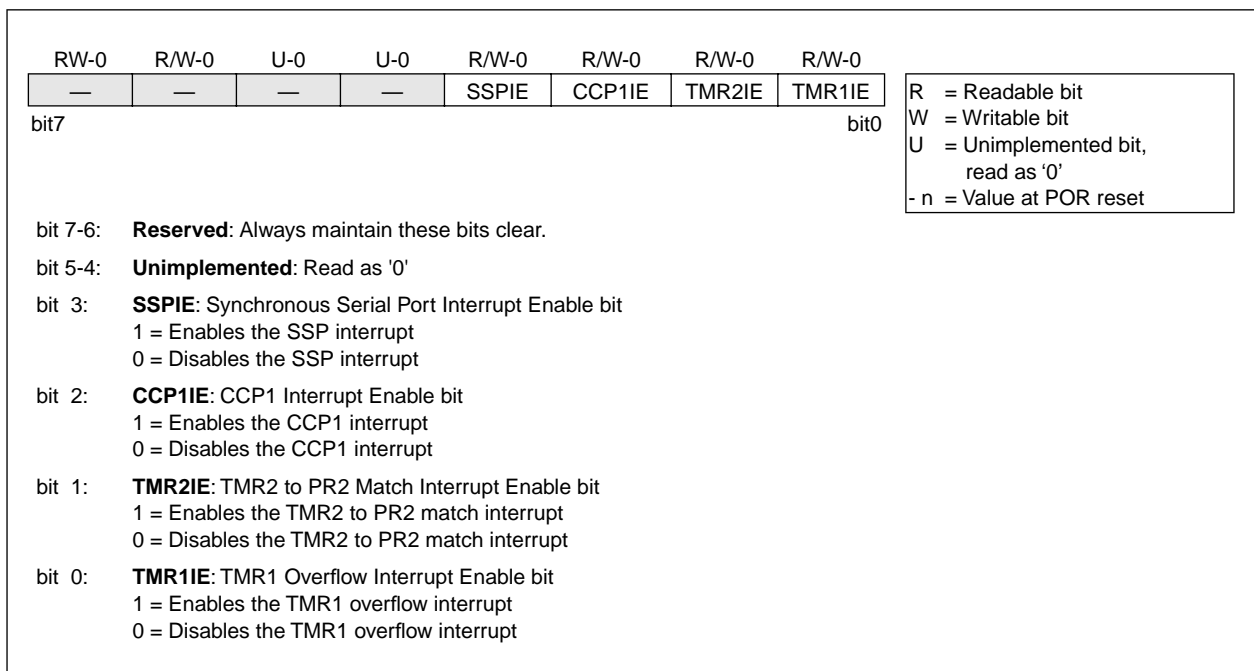 RW-0 R/W-0 U-0 U-0 R/W-0 R/W-0 R/W-0 R/W-0
— — — — SSPIE CCP1IE TMR2IE TMR1IE
bit7 bit0
R = Readable bit
W = Writable bit
U = Unimplemented bit,
read as ‘0’
- n = Value at POR reset
bit 7-6: Reserved: Always maintain these bits clear.
bit 5-4: Unimplemented: Read as '0'
bit 3: SSPIE: Synchronous Serial Port Interrupt Enable bit
1 = Enables the SSP interrupt
0 = Disables the SSP interrupt
bit 2: CCP1IE: CCP1 Interrupt Enable bit
1 = Enables the CCP1 interrupt
0 = Disables the CCP1 interrupt
bit 1: TMR2IE: TMR2 to PR2 Match Interrupt Enable bit
1 = Enables the TMR2 to PR2 match interrupt
0 = Disables the TMR2 to PR2 match interrupt
bit 0: TMR1IE: TMR1 Overflow Interrupt Enable bit
1 = Enables the TMR1 overflow interrupt
0 = Disables the TMR1 overflow interrupt